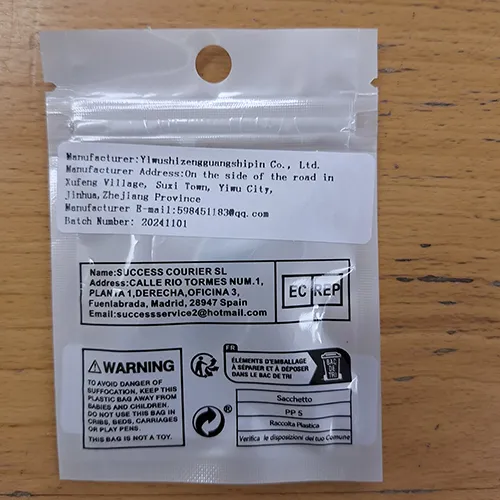 Manufacturer:Yiwushizengguangshipin Co., Ltd.
Manufacturer Address:On the side of the road in
Xufeng Village, Suxi Town, Yiwu City,
Jinhua,Zhejiang Province
Manufacturer E-mail:598451183@qq.com
Batch Number: 20241101
Name:SUCCESS COURIER SL
Address:CALLE RIO TORMES NUM.1,
PLANTA 1,DERECHA,OFICINA 3,
Fuenlabrada, Madrid, 28947 Spain
Email:successservice2@hotmail.com
EC REP
WARNING
TO AVOID DANGER OF
SUFFOCATION, KEEP THIS
PLASTIC BAG AWAY FROM
BABIES AND CHILDREN.
DO NOT USE THIS BAG IN
CRIBS, BEDS, CARRIAGES
OR PLAY PENS.
THIS BAG IS NOT A TOY.
FR
ÉLÉMENTS D'EMBALLAGE
À SÉPARER ET À DÉPOSER
DANS LE BAC DE TRI
BAC
DE
TRI
®
Sacchetto
PP 5
Raccolta Plastica
Verifica le disposizioni del tuo Comune